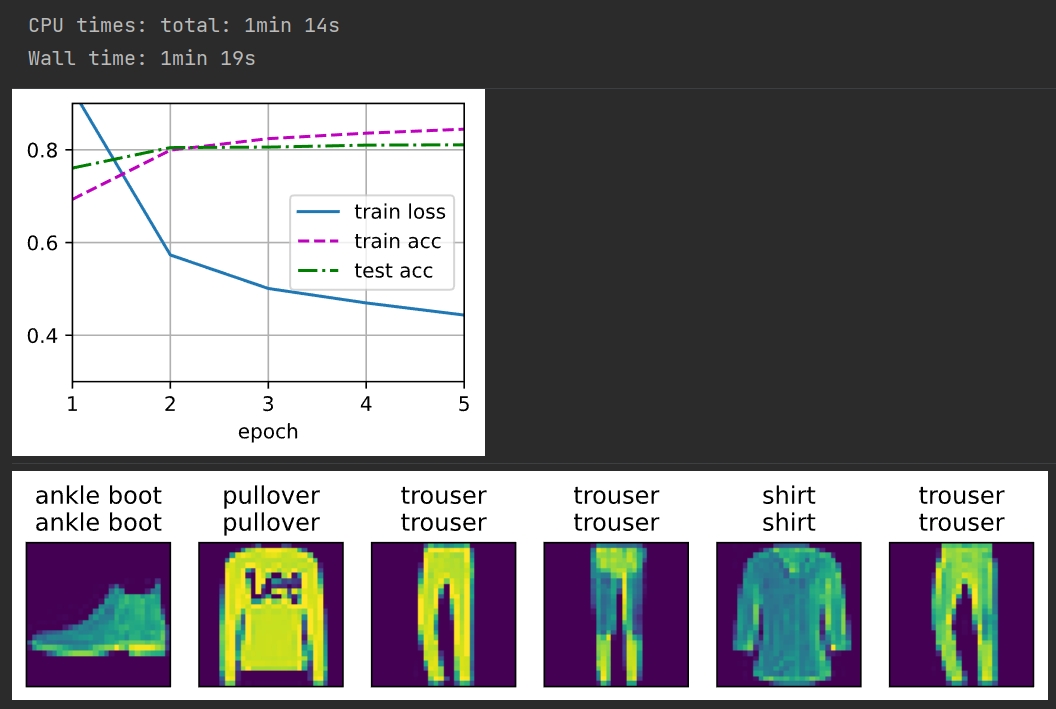 CPU times: total: 1min 14s
Wall time: 1min 19s
0.8
0.6
0.4
train loss
train acc
test acc
1 2 3 4 5
epoch
ankle boot pullover trouser trouser shirt trouser
ankle boot pullover trouser trouser shirt trouser